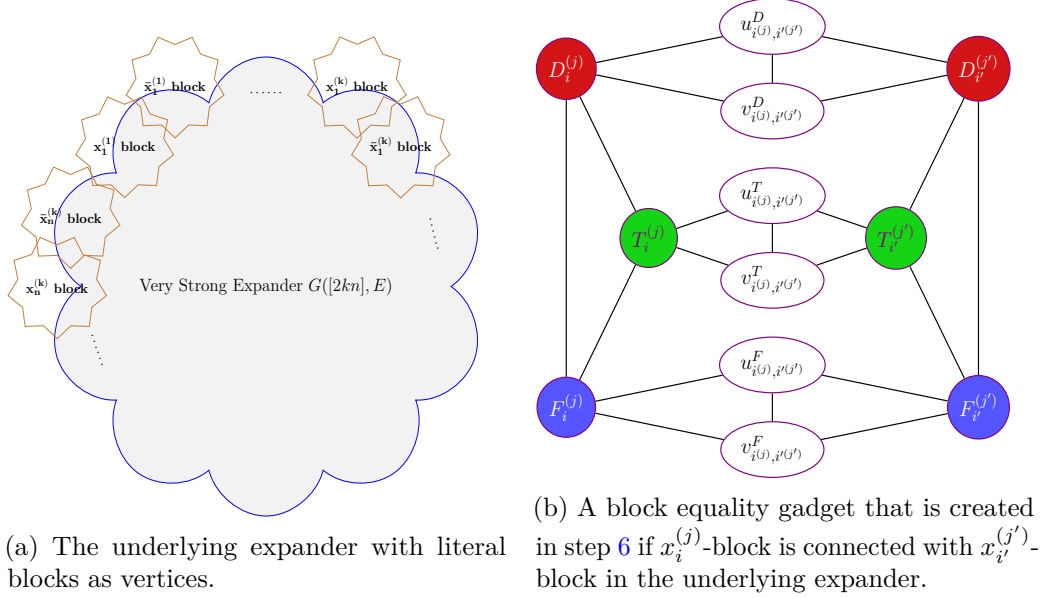 x̄₁⁽¹⁾ block
x₁⁽ᵏ⁾ block
......
x₁⁽¹⁾ block
x̄₁⁽ᵏ⁾ block
x̄ₙ⁽ᵏ⁾ block
.....
xₙ⁽ᵏ⁾ block
Very Strong Expander G([2kn], E)
.....
(a) The underlying expander with literal
blocks as vertices.
u^D_{i^{(j)},i'^{(j')}}
D_i^{(j)}
D_{i'}^{(j')}
v^D_{i^{(j)},i'^{(j')}}
u^T_{i^{(j)},i'^{(j')}}
T_i^{(j)}
T_{i'}^{(j')}
v^T_{i^{(j)},i'^{(j')}}
u^F_{i^{(j)},i'^{(j')}}
F_i^{(j)}
F_{i'}^{(j')}
v^F_{i^{(j)},i'^{(j')}}
(b) A block equality gadget that is created
in step 6 if x_i^{(j)}-block is connected with x_{i'}^{(j')}-
block in the underlying expander.